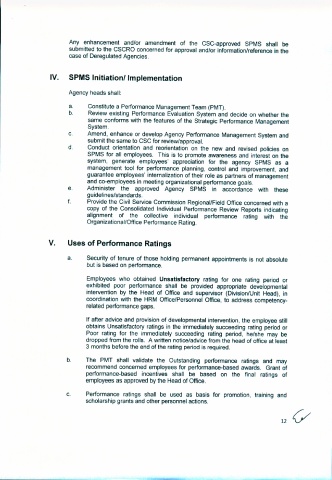 Any enhancement and/or amendment of the CSC-approved SPMS shall be
submitted to the CSCRO concerned for approval and/or information/reference in the
case of Deregulated Agencies.
IV. SPMS Initiation/ Implementation
Agency heads shall:
a. Constitute a Performance Management Team (PMT).
b. Review existing Performance Evaluation System and decide on whether the
same conforms with the features of the Strategic Performance Management
System.
c. Amend, enhance or develop Agency Performance Management System and
submit the same to CSC for review/approval.
d. Conduct orientation and reorientation on the new and revised policies on
SPMS for all employees. This is to promote awareness and interest on the
system, generate employees' appreciation for the agency SPMS as a
management tool for performance planning, control and improvement, and
guarantee employees' internalization of their role as partners of management
and co-employees in meeting organizational performance goals.
e. Administer the approved Agency SPMS in accordance with these
guidelines/standards.
f. Provide the Civil Service Commission Regional/Field Office concerned with a
copy of the Consolidated Individual Performance Review Reports indicating
alignment of the collective individual performance rating with the
Organizational/Office Performance Rating.
V. Uses of Performance Ratings
a. Security of tenure of those holding permanent appointments is not absolute
but is based on performance.
Employees who obtained Unsatisfactory rating for one rating period or
exhibited poor performance shall be provided appropriate developmental
intervention by the Head of Office and supervisor (Division/Unit Head), in
coordination with the HRM Office/Personnel Office, to address competency-
related performance gaps.
If after advice and provision of developmental intervention, the employee still
obtains Unsatisfactory ratings in the immediately succeeding rating period or
Poor rating for the immediately succeeding rating period, he/she may be
dropped from the rolls. A written notice/advice from the head of office at least
3 months before the end of the rating period is required.
b. The PMT shall validate the Outstanding performance ratings and may
recommend concerned employees for performance-based awards. Grant of
performance-based incentives shall be based on the final ratings of
employees as approved by the Head of Office.
c. Performance ratings shall be used as basis for promotion, training and
scholarship grants and other personnel actions.
12